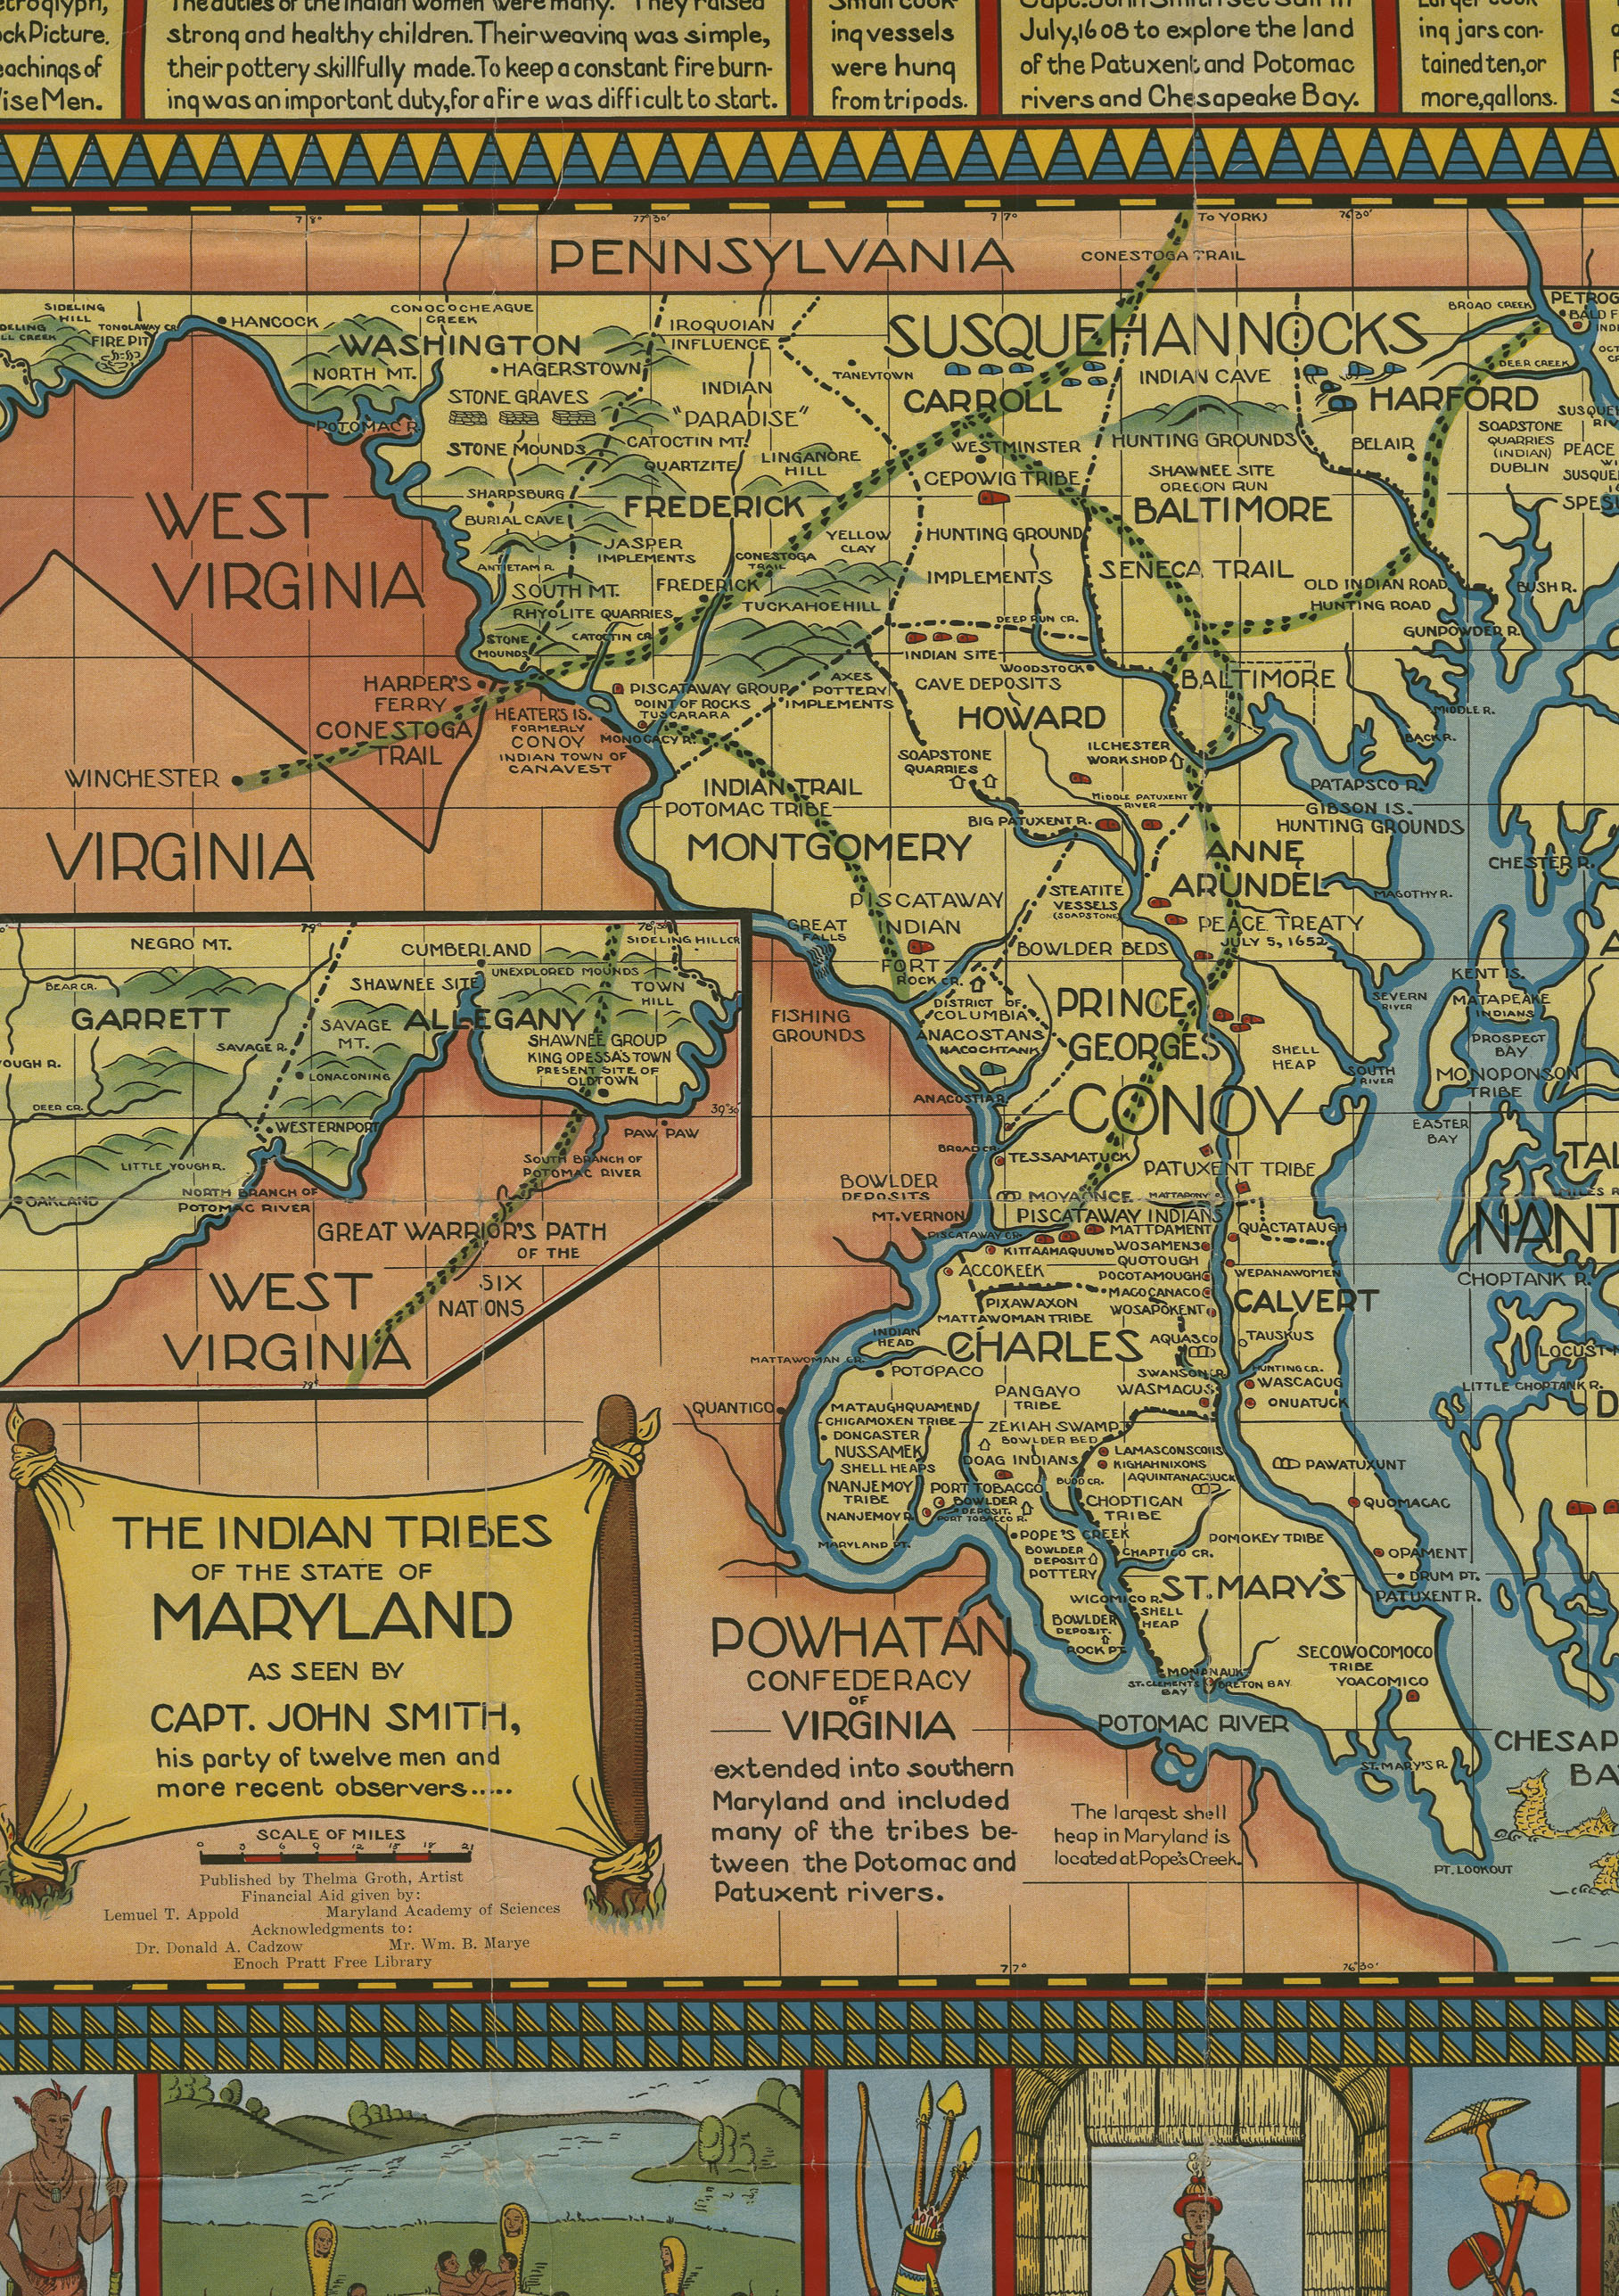 etroglyph,
ock Picture.
eachings of
Wise Men.
The duties of the Indian women were many. They raised
strong and healthy children. Their weaving was simple,
their pottery skillfully made. To keep a constant fire burn-
ing was an important duty, for a fire was difficult to start.
Small cook-
ing vessels
were hung
from tripods.
Capt. John Smith set sail in
July, 1608 to explore the land
of the Patuxent and Potomac
rivers and Chesapeake Bay.
Larger cook-
ing jars con-
tained ten, or
more, gallons.
78°
77°30'
77°
TO YORK)
76°30'
PENNSYLVANIA
CONESTOGA TRAIL
SIDELING
HILL
TONOLAWAY CR.
FIRE PIT
HANCOCK
CONOCOCHEAGUE
CREEK
WASHINGTON
HAGERSTOWN
NORTH MT.
POTOMAC R.
STONE GRAVES
STONE MOUNDS
SHARPSBURG
BURIAL CAVE
ANTIETAM R.
JASPER
IMPLEMENTS
SOUTH MT.
RHYOLITE QUARRIES
STONE
MOUNDS
CATOCTIN CR.
IROQUOIAN
INFLUENCE
INDIAN
"PARADISE"
CATOCTIN MT.
QUARTZITE
LINGANORE
HILL
FREDERICK
FREDERICK
CONESTOGA
TRAIL
YELLOW
CLAY
TUCKAHOE HILL
SUSQUEHANNOCKS
TANEYTOWN
CARROLL
WESTMINSTER
CEPOWIG TRIBE
HUNTING GROUND
IMPLEMENTS
DEEP RUN CR.
INDIAN SITE
WOODSTOCK
INDIAN CAVE
HUNTING GROUNDS
SHAWNEE SITE
OREGON RUN
BALTIMORE
SENECA TRAIL
OLD INDIAN ROAD
HUNTING ROAD
GUNPOWDER R.
BUSH R.
BROAD CREEK
DEER CREEK
HARFORD
BELAIR
SOAPSTONE
QUARRIES
(INDIAN)
DUBLIN
PETROG
BALD F
PEACE
SUSQUE
SPES
WEST
VIRGINIA
HARPER'S
FERRY
CONESTOGA
TRAIL
WINCHESTER
VIRGINIA
HEATER'S IS.
FORMERLY
CONOY
INDIAN TOWN OF
CANAVEST
PISCATAWAY GROUP
POINT OF ROCKS
TUSCARARA
MONOCACY R.
AXES
POTTERY
IMPLEMENTS
CAVE DEPOSITS
HOWARD
SOAPSTONE
QUARRIES
ILCHESTER
WORKSHOP
MIDDLE PATUXENT
RIVER
BIG PATUXENT R.
BALTIMORE
MIDDLE R.
BACK R.
PATAPSCO R.
GIBSON IS.
HUNTING GROUNDS
CHESTER R.
INDIAN TRAIL
POTOMAC TRIBE
MONTGOMERY
PISCATAWAY
INDIAN
FORT
ROCK CR.
GREAT
FALLS
STEATITE
VESSELS
(SOAPSTONE)
BOWLDER BEDS
ANNE
ARUNDEL
MAGOTHY R.
PEACE TREATY
JULY 5, 1652
SEVERN
RIVER
KENT IS.
MATAPEAKE
INDIANS
PROSPECT
BAY
MONOPONSON
TRIBE
EASTER
BAY
NEGRO MT.
79°
78°30'
CUMBERLAND
SIDELING HILL CR.
UNEXPLORED MOUNDS
BEAR CR.
GARRETT
SHAWNEE SITE
ALLEGANY
TOWN
HILL
SAVAGE
MT.
SAVAGE R.
SHAWNEE GROUP
KING OPESSA'S TOWN
PRESENT SITE OF
OLDTOWN
YOUGH R.
LONACONING
DEER CR.
WESTERNPORT
39°30'
PAW PAW
LITTLE YOUGH R.
SOUTH BRANCH OF
POTOMAC RIVER
OAKLAND
NORTH BRANCH OF
POTOMAC RIVER
GREAT WARRIOR'S PATH
OF THE
SIX
NATIONS
WEST
VIRGINIA
79°
FISHING
GROUNDS
DISTRICT OF
COLUMBIA
ANACOSTANS
NACOCHTANK
ANACOSTIA R.
PRINCE
GEORGES
SHELL
HEAP
SOUTH
RIVER
CONOY
BROAD CR.
TESSAMATUCK
PATUXENT TRIBE
BOWLDER
DEPOSITS
MOYAONCE
MATTAPONY
PISCATAWAY INDIANS
MT. VERNON
PISCATAWAY CR.
MATTPAMENT
QUACTATAUGH
KITTAAMAQUUND
WOSAMENS
QUOTOUGH
ACCOKEEK
POCOTAMOUGH
WEPANAWOMEN
MACOCANACO
PIXAWAXON
WOSAPOKENT
CALVERT
MATTAWOMAN TRIBE
INDIAN
HEAD
CHARLES
AQUASCO
TAUSKUS
MATTAWOMAN CR.
POTOPACO
SWANSON CR.
HUNTING CR.
WASMACUS
WASCACUG
ONUATUCK
PANGAYO
TRIBE
QUANTICO
MATAUGHQUAMEND
CHICAMOXEN TRIBE
DONCASTER
NUSSAMEK
SHELL HEAPS
NANJEMOY
TRIBE
NANJEMOY R.
MARYLAND PT.
ZEKIAH SWAMP
BOWLDER BED
DOAG INDIANS
PORT TOBACCO
BOWLDER
DEPOSIT
PORT TOBACCO R.
BUDD CR.
LAMASCONSCONS
KIGHAHNIXONS
AQUINTANACSUCK
PAWATUXUNT
CHOPTICAN
TRIBE
QUOMACAC
POPE'S CREEK
BOWLDER
DEPOSIT
POTTERY
CHAPTICO CR.
DOMOKEY TRIBE
OPAMENT
DRUM PT.
PATUXENT R.
WICOMICO R.
ST. MARY'S
SHELL
HEAP
BOWLDER
DEPOSIT
ROCK PT.
MONANAUK
ST. CLEMENTS
BAY
BRETON BAY
SECOWOCOMOCO
TRIBE
YOACOMICO
POTOMAC RIVER
ST. MARY'S R.
PT. LOOKOUT
TAL
NANT
CHOPTANK R.
LOCUST
LITTLE CHOPTANK R.
D
CHESAP
BA
THE INDIAN TRIBES
OF THE STATE OF
MARYLAND
AS SEEN BY
CAPT. JOHN SMITH,
his party of twelve men and
more recent observers.....
SCALE OF MILES
0 3 6 9 12 15 18 21
Published by Thelma Groth, Artist
Financial Aid given by:
Lemuel T. Appold Maryland Academy of Sciences
Acknowledgments to:
Dr. Donald A. Cadzow Mr. Wm. B. Marye
Enoch Pratt Free Library
POWHATAN
CONFEDERACY
OF
VIRGINIA
extended into southern
Maryland and included
many of the tribes be-
tween the Potomac and
Patuxent rivers.
The largest shell
heap in Maryland is
located at Pope's Creek.
77°
76°30'